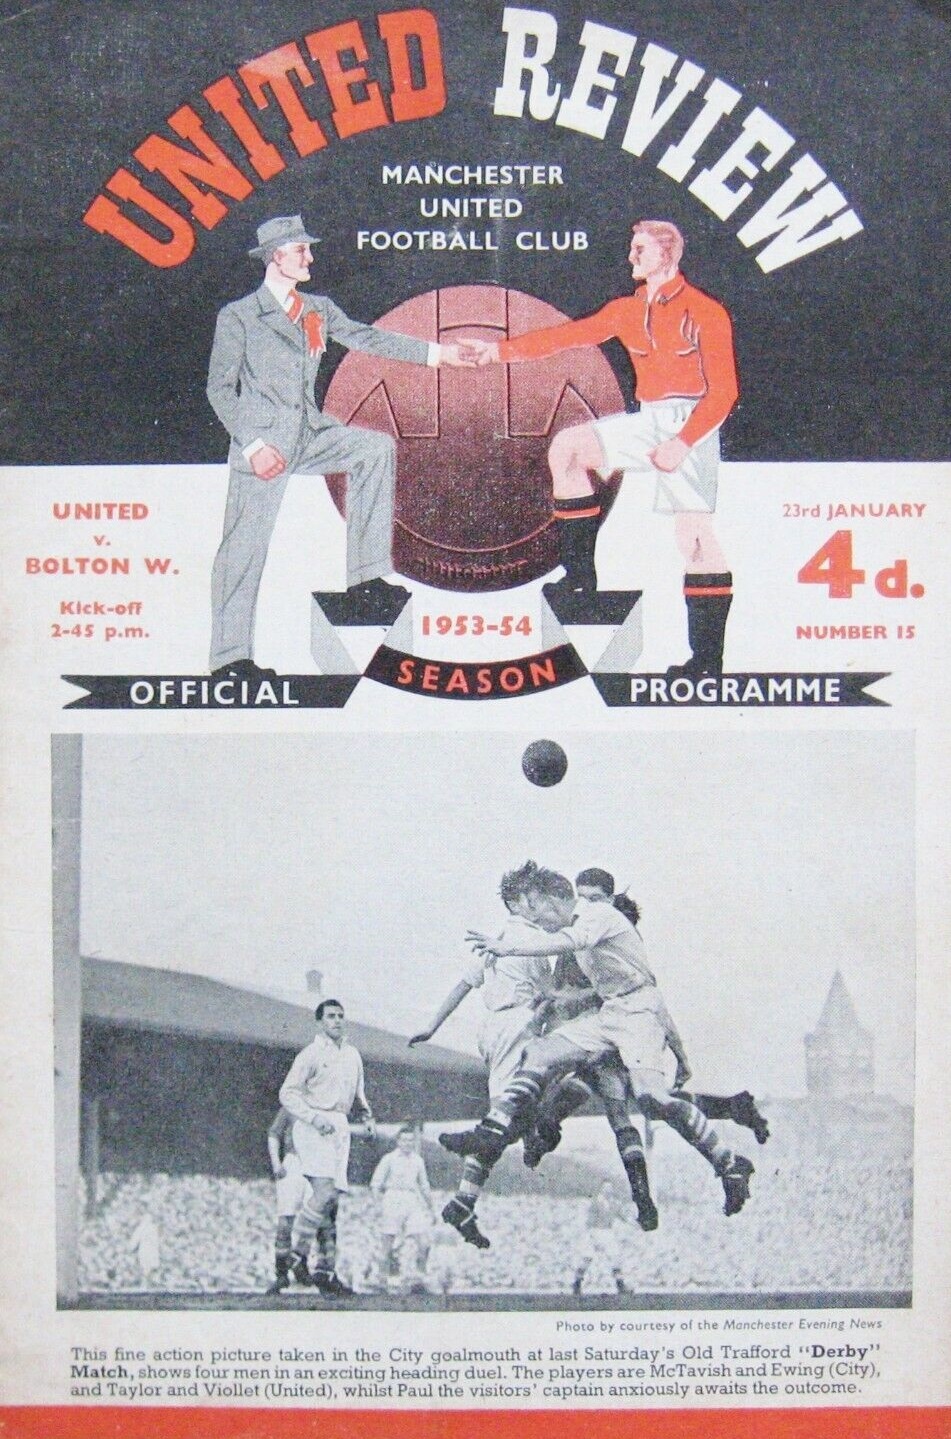 UNITED REVIEW
MANCHESTER
UNITED
FOOTBALL CLUB
UNITED
v.
BOLTON W.
Kick-off
2-45 p.m.
23rd JANUARY
4d.
NUMBER 15
1953-54
SEASON
OFFICIAL
PROGRAMME
Photo by courtesy of the Manchester Evening News
This fine action picture taken in the City goalmouth at last Saturday's Old Trafford "Derby"
Match, shows four men in an exciting heading duel. The players are McTavish and Ewing (City),
and Taylor and Viollet (United), whilst Paul the visitors' captain anxiously awaits the outcome.